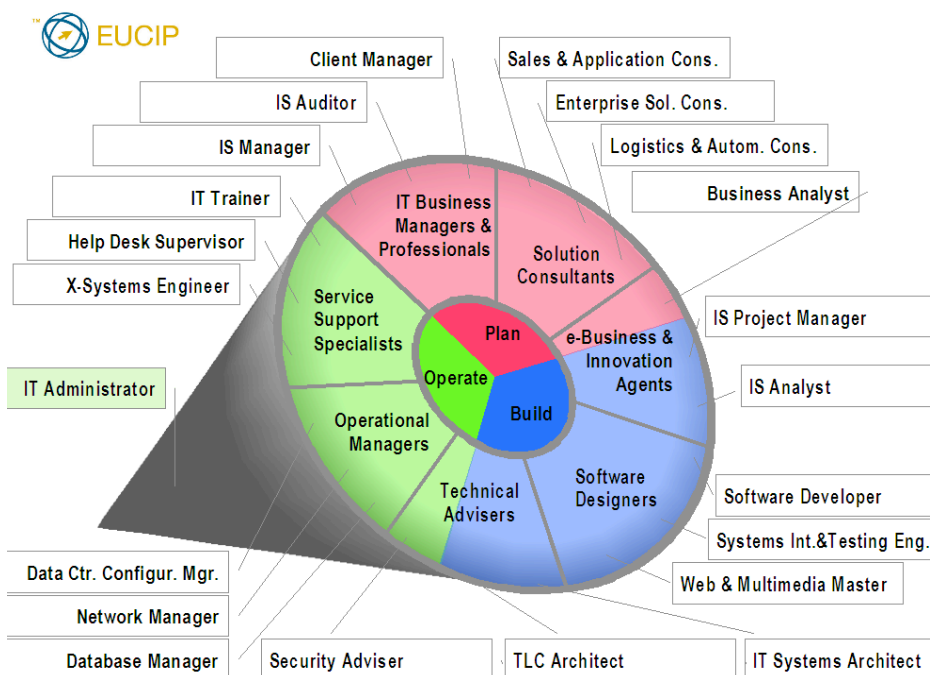 ™ EUCIP
Client Manager
Sales & Application Cons.
IS Auditor
Enterprise Sol. Cons.
IS Manager
Logistics & Autom. Cons.
IT Trainer
Business Analyst
Help Desk Supervisor
X-Systems Engineer
IT Business
Managers &
Professionals
Solution
Consultants
Service
Support
Specialists
Plan
e-Business &
Innovation
Agents
IS Project Manager
IT Administrator
Operate
Build
IS Analyst
Operational
Managers
Technical
Advisers
Software
Designers
Software Developer
Systems Int.&Testing Eng.
Data Ctr. Configur. Mgr.
Web & Multimedia Master
Network Manager
Database Manager
Security Adviser
TLC Architect
IT Systems Architect